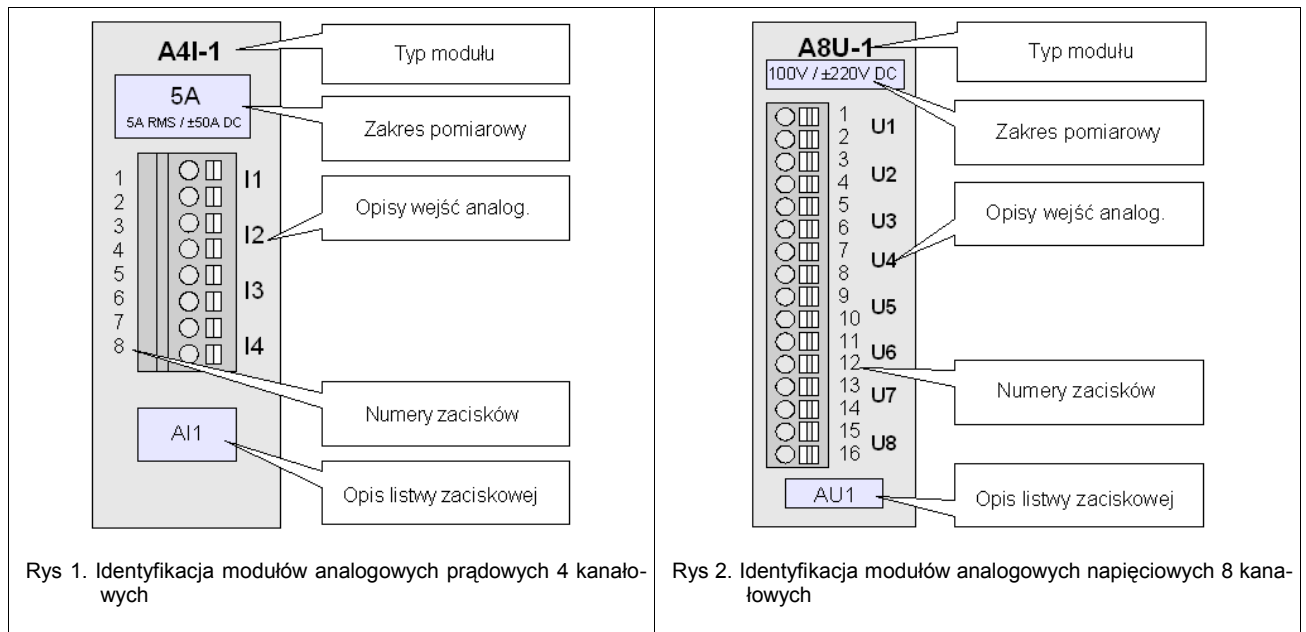 A4I-1
Typ modułu
5A
5A RMS / ±50A DC
Zakres pomiarowy
1
2
3
4
5
6
7
8
I1
I2
I3
I4
Opisy wejść analog.
Numery zacisków
AI1
Opis listwy zaciskowej
Rys 1. Identyfikacja modułów analogowych prądowych 4 kanało-
wych
A8U-1
Typ modułu
100V / ±220V DC
Zakres pomiarowy
1
2
3
4
5
6
7
8
9
10
11
12
13
14
15
16
U1
U2
U3
U4
U5
U6
U7
U8
Opisy wejść analog.
Numery zacisków
AU1
Opis listwy zaciskowej
Rys 2. Identyfikacja modułów analogowych napięciowych 8 kana-
łowych